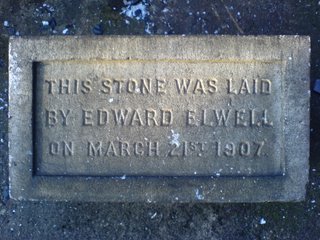 THIS STONE WAS LAID
BY EDWARD ELWELL
ON MARCH 21ST 1907.